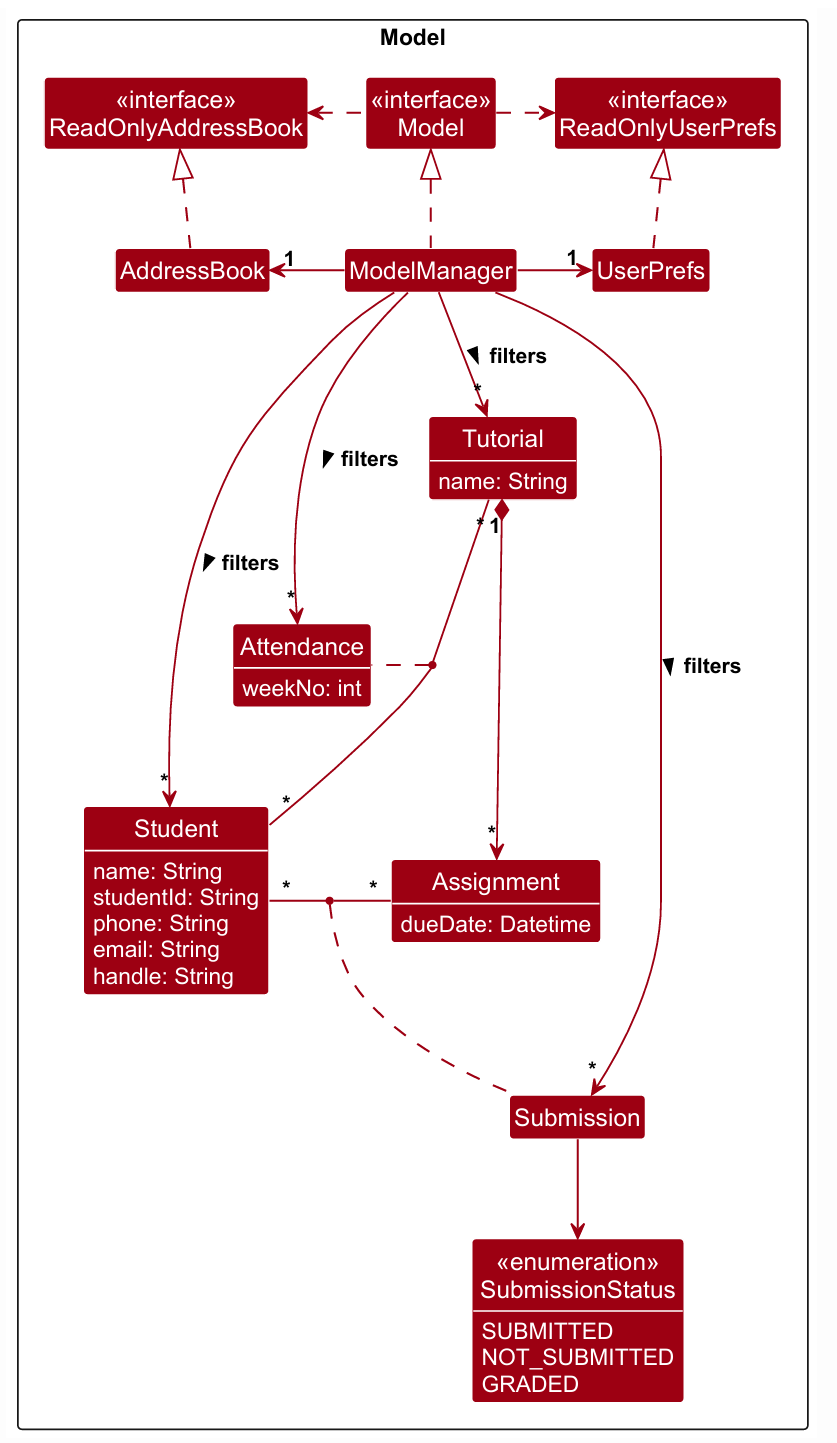 Model
«interface»
ReadOnlyAddressBook
«interface»
Model
«interface»
ReadOnlyUserPrefs
AddressBook
1
ModelManager
1
UserPrefs
filters
*
Tutorial
name: String
* 1
filters
*
Attendance
weekNo: int
filters
*
filters
*
Student
name: String
studentId: String
phone: String
email: String
handle: String
*
*
*
Assignment
dueDate: Datetime
*
Submission
«enumeration»
SubmissionStatus
SUBMITTED
NOT_SUBMITTED
GRADED